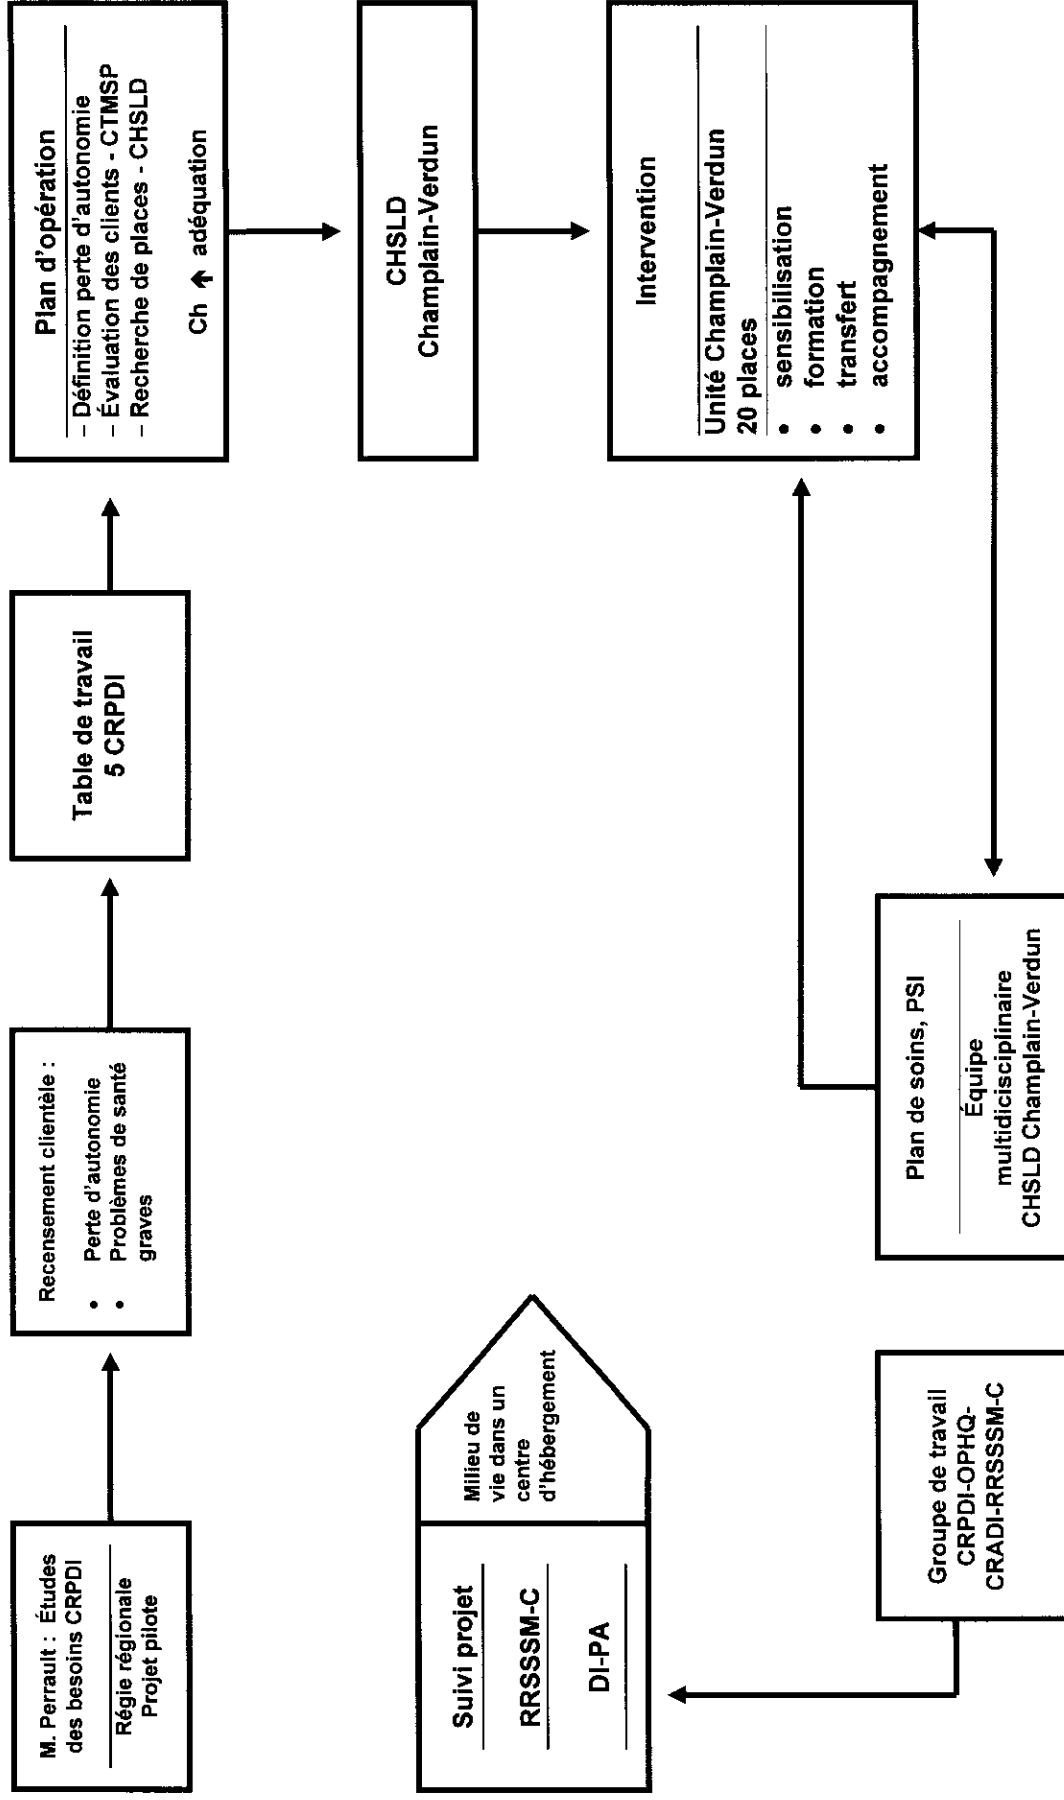 M. Perrault : Études
des besoins CRPDI
Régie régionale
Projet pilote
Recensement clientèle :
• Perte d'autonomie
• Problèmes de santé
graves
Table de travail
5 CRPDI
Plan d'opération
– Définition perte d'autonomie
– Évaluation des clients - CTMSP
– Recherche de places - CHSLD
Ch ↑ adéquation
CHSLD
Champlain-Verdun
Intervention
Unité Champlain-Verdun
20 places
• sensibilisation
• formation
• transfert
• accompagnement
Suivi projet
RRSSSM-C
DI-PA
Milieu de
vie dans un
centre
d'hébergement
Groupe de travail
CRPDI-OPHQ-
CRADI-RRSSSM-C
Plan de soins, PSI
Équipe
multidicisciplinaire
CHSLD Champlain-Verdun